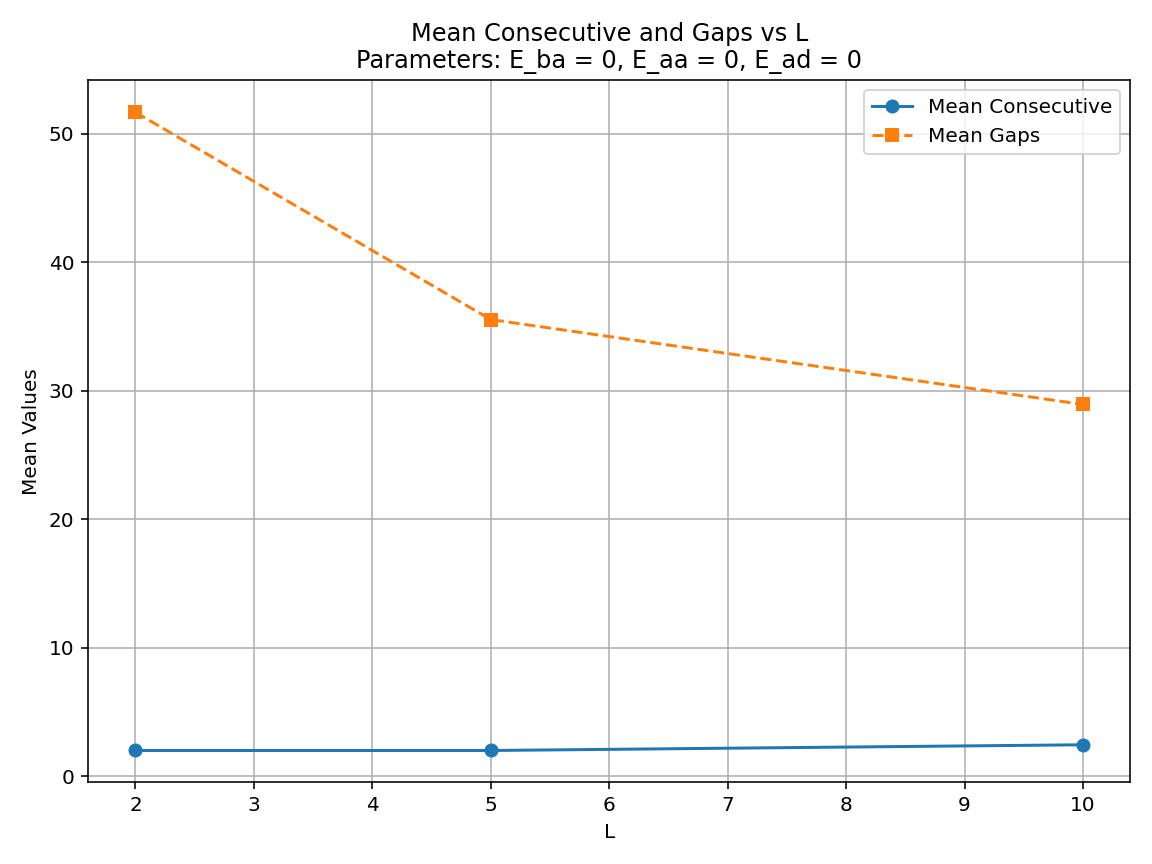 Mean Consecutive and Gaps vs L
Parameters: E_ba = 0, E_aa = 0, E_ad = 0
Mean Consecutive
Mean Gaps
Mean Values
50
40
30
20
10
0
2 3 4 5 6 7 8 9 10
L